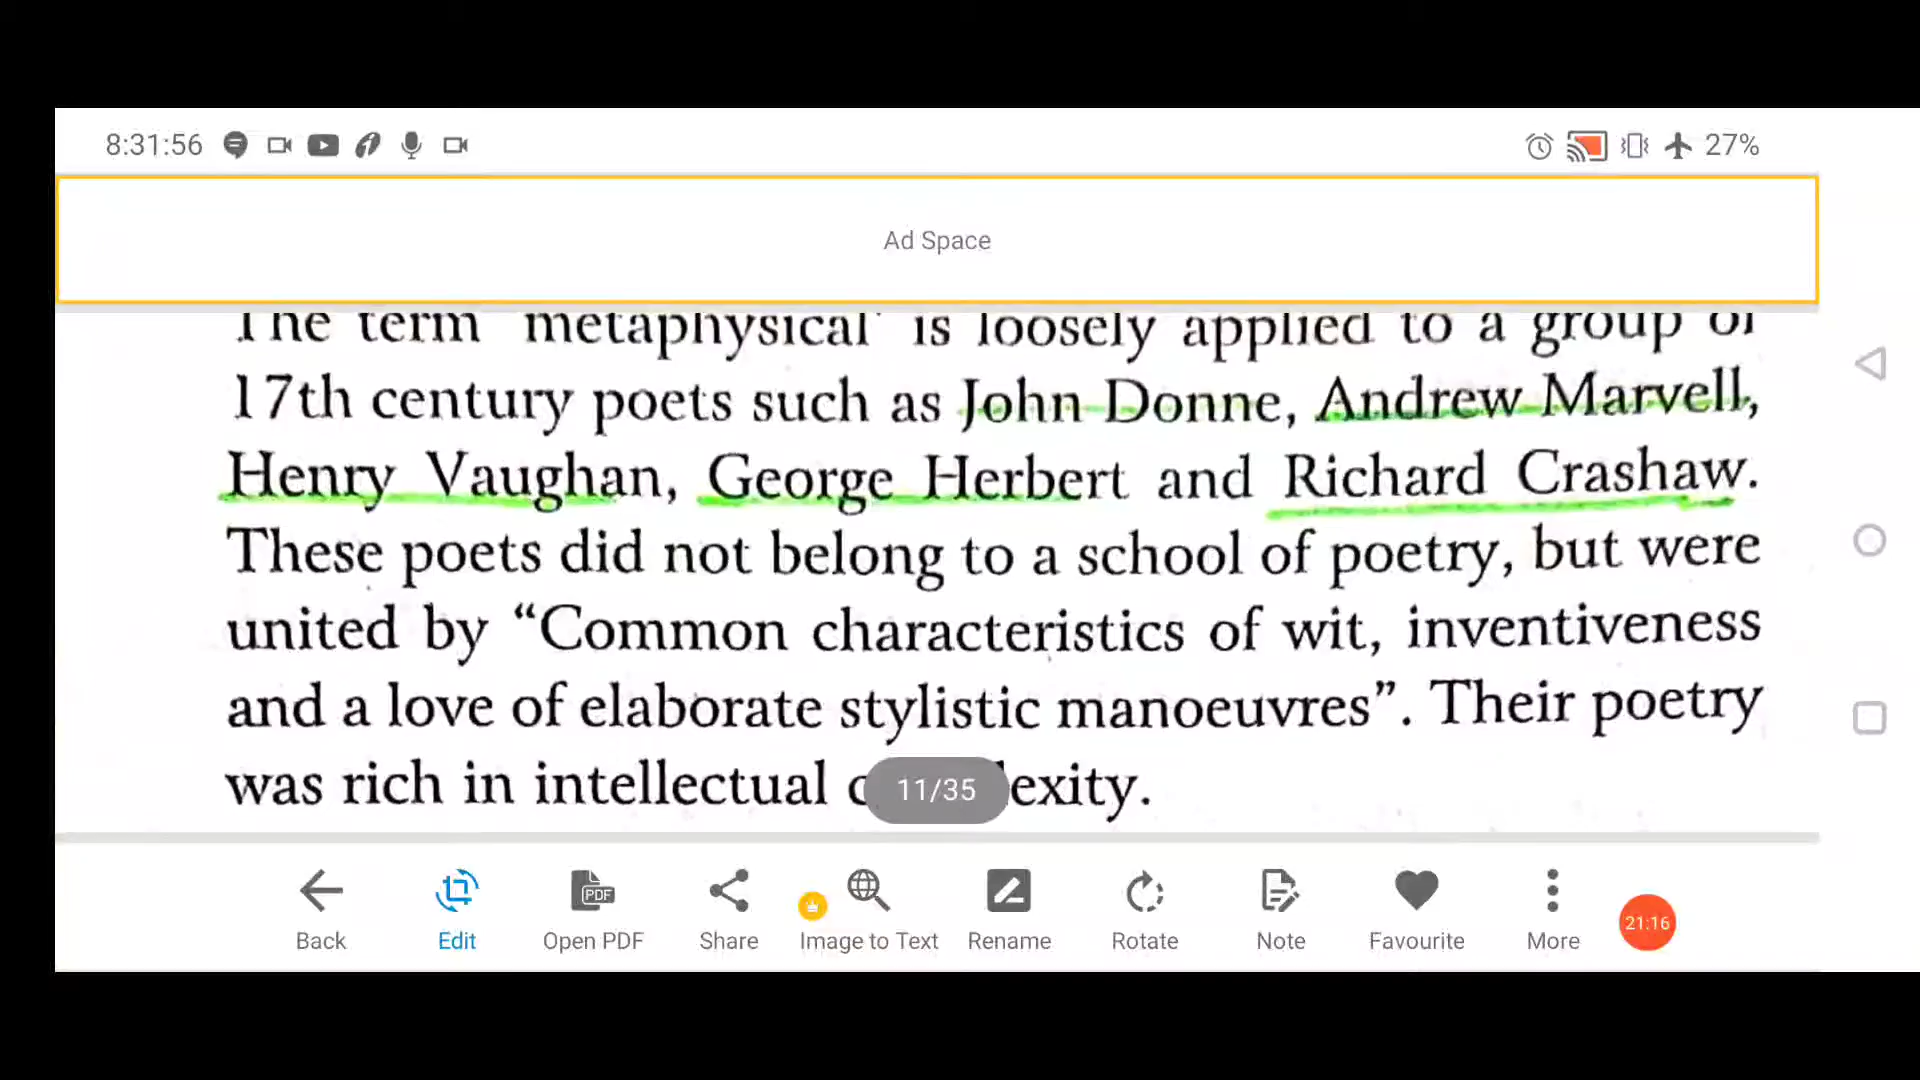 8:31:56 27%
Ad Space
The term 'metaphysical' is loosely applied to a group of
17th century poets such as John Donne, Andrew Marvell,
Henry Vaughan, George Herbert and Richard Crashaw.
These poets did not belong to a school of poetry, but were
united by “Common characteristics of wit, inventiveness
and a love of elaborate stylistic manoeuvres”. Their poetry
was rich in intellectual
11/35
PDF
Back Edit Open PDF Share Image to Text Rename Rotate Note Favourite More
21:16